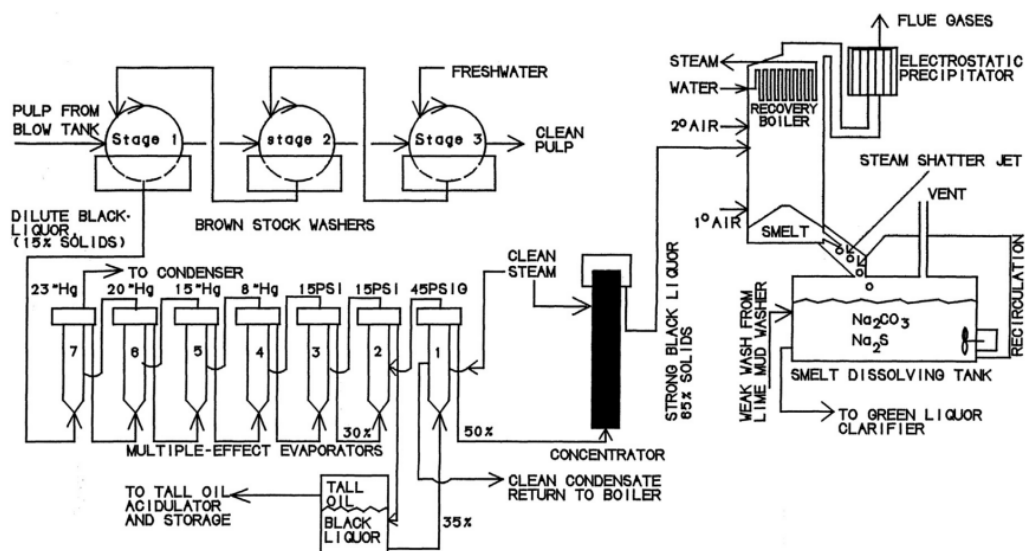 FLUE GASES
STEAM
ELECTROSTATIC
PRECIPITATOR
FRESHWATER
WATER
RECOVERY
BOILER
PULP FROM
BLOW TANK
Stage 1
stage 2
Stage 3
CLEAN
PULP
2º AIR
STEAM SHATTER JET
VENT
DILUTE BLACK-
LIQUOR,
(15% SOLIDS)
BROWN STOCK WASHERS
1º AIR
SMELT
CLEAN
STEAM
TO CONDENSER
23"Hg
20"Hg
15"Hg
8"Hg
15PSI
15PSI
45PSIG
7
6
5
4
3
2
1
STRONG BLACK LIQUOR
65% SOLIDS
WEAK WASH FROM
LIME MUD WASHER
Na₂CO₃
Na₂S
RECIRCULATION
SMELT DISSOLVING TANK
TO GREEN LIQUOR
CLARIFIER
30%
50%
MULTIPLE-EFFECT EVAPORATORS
CONCENTRATOR
CLEAN CONDENSATE
RETURN TO BOILER
TO TALL OIL
ACIDULATOR
AND STORAGE
TALL
OIL
BLACK
LIQUOR
35%